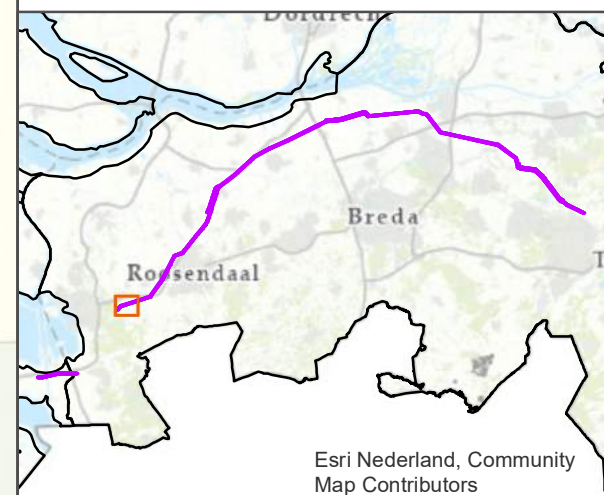 Dordrecht
Breda
Roosendaal
T
Esri Nederland, Community
Map Contributors